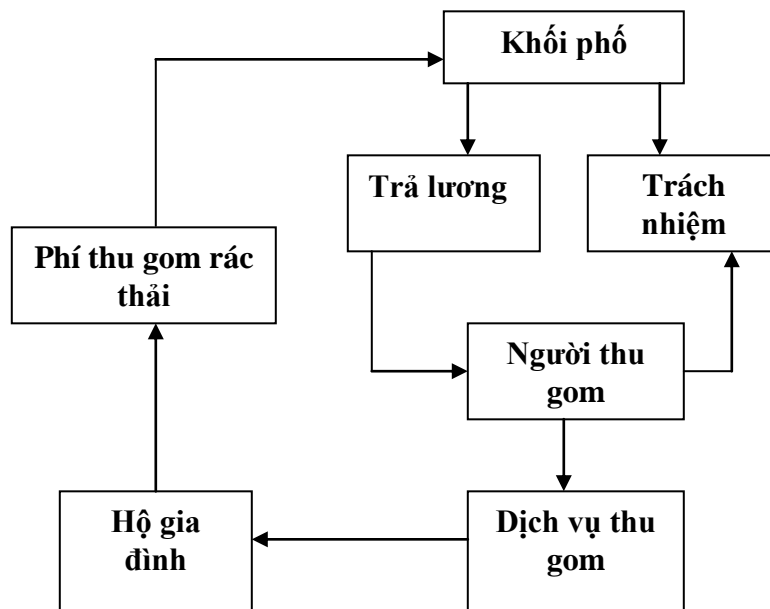 Khối phố
Trả lương
Trách
nhiệm
Phí thu gom rác
thải
Người thu
gom
Hộ gia
đình
Dịch vụ thu
gom